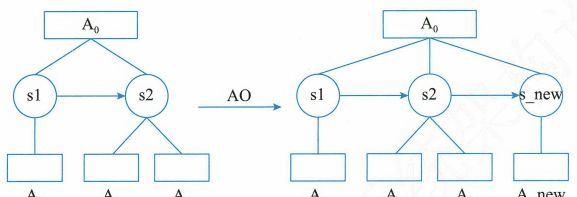 A₀ A₀
s1 s2 AO s1 s2 s_new
A A A A A A A_new